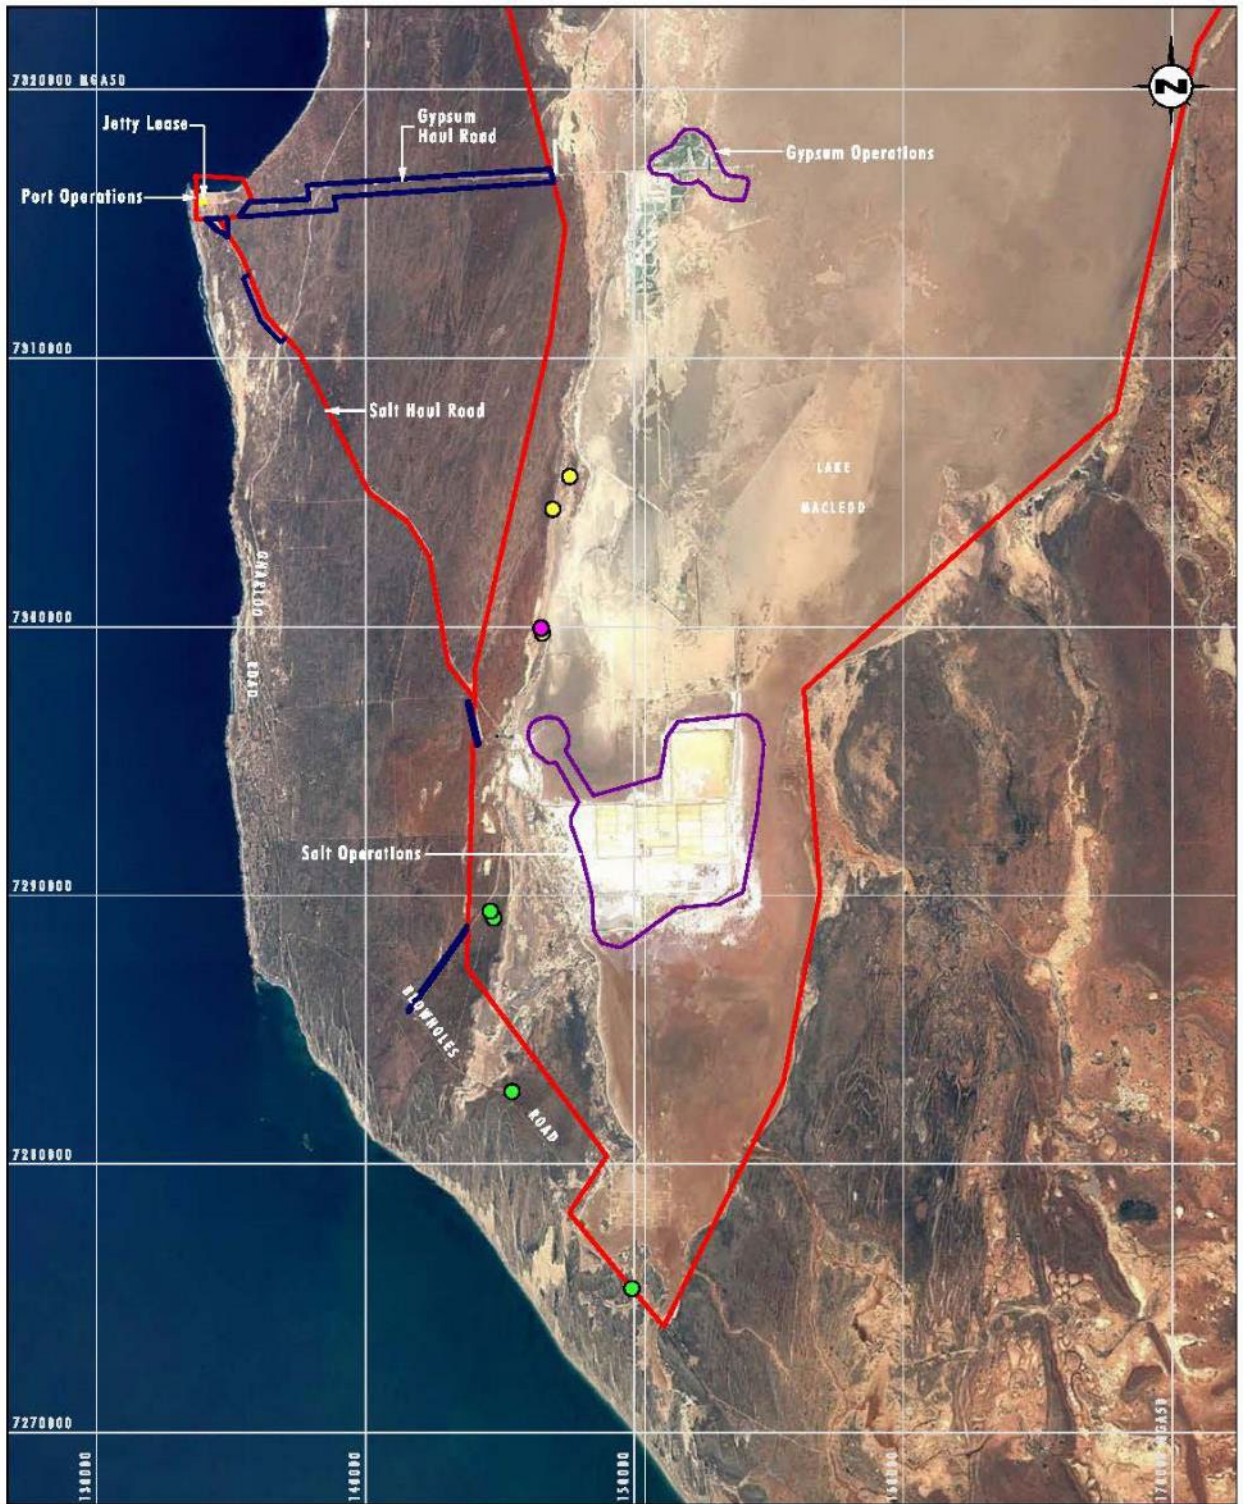 7320000 MGA50
N
Jetty Lease
Gypsum
Haul Road
Gypsum Operations
Port Operations
7310000
Salt Haul Road
LAKE
MACLEOD
GNARLOO
ROAD
7300000
Salt Operations
7290000
BLOWHOLES
ROAD
7280000
7270000
130000
140000
150000
160000
170000 MGA50